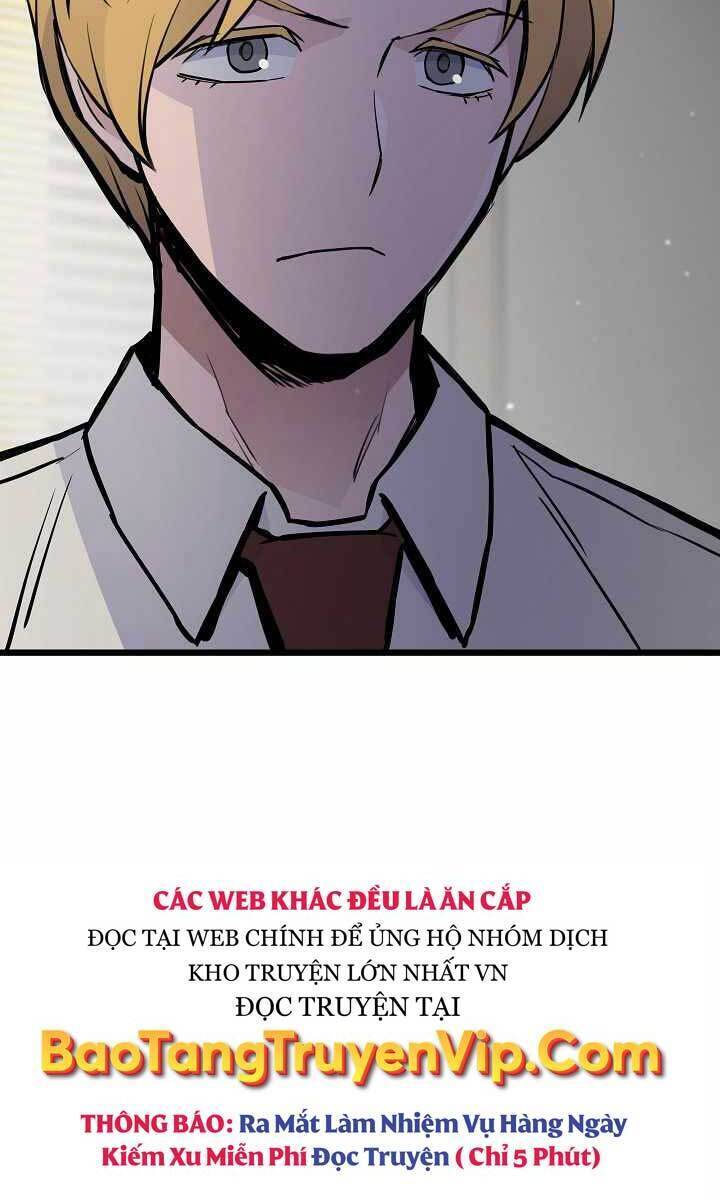 CÁC WEB KHÁC ĐỀU LÀ ĂN CẮP
ĐỌC TẠI WEB CHÍNH ĐỂ ỦNG HỘ NHÓM DỊCH
KHO TRUYỆN LỚN NHẤT VN
ĐỌC TRUYỆN TẠI
BaoTangTruyenVip.Com
THÔNG BÁO: Ra Mắt Làm Nhiệm Vụ Hàng Ngày
Kiếm Xu Miễn Phí Đọc Truyện ( Chỉ 5 Phút)